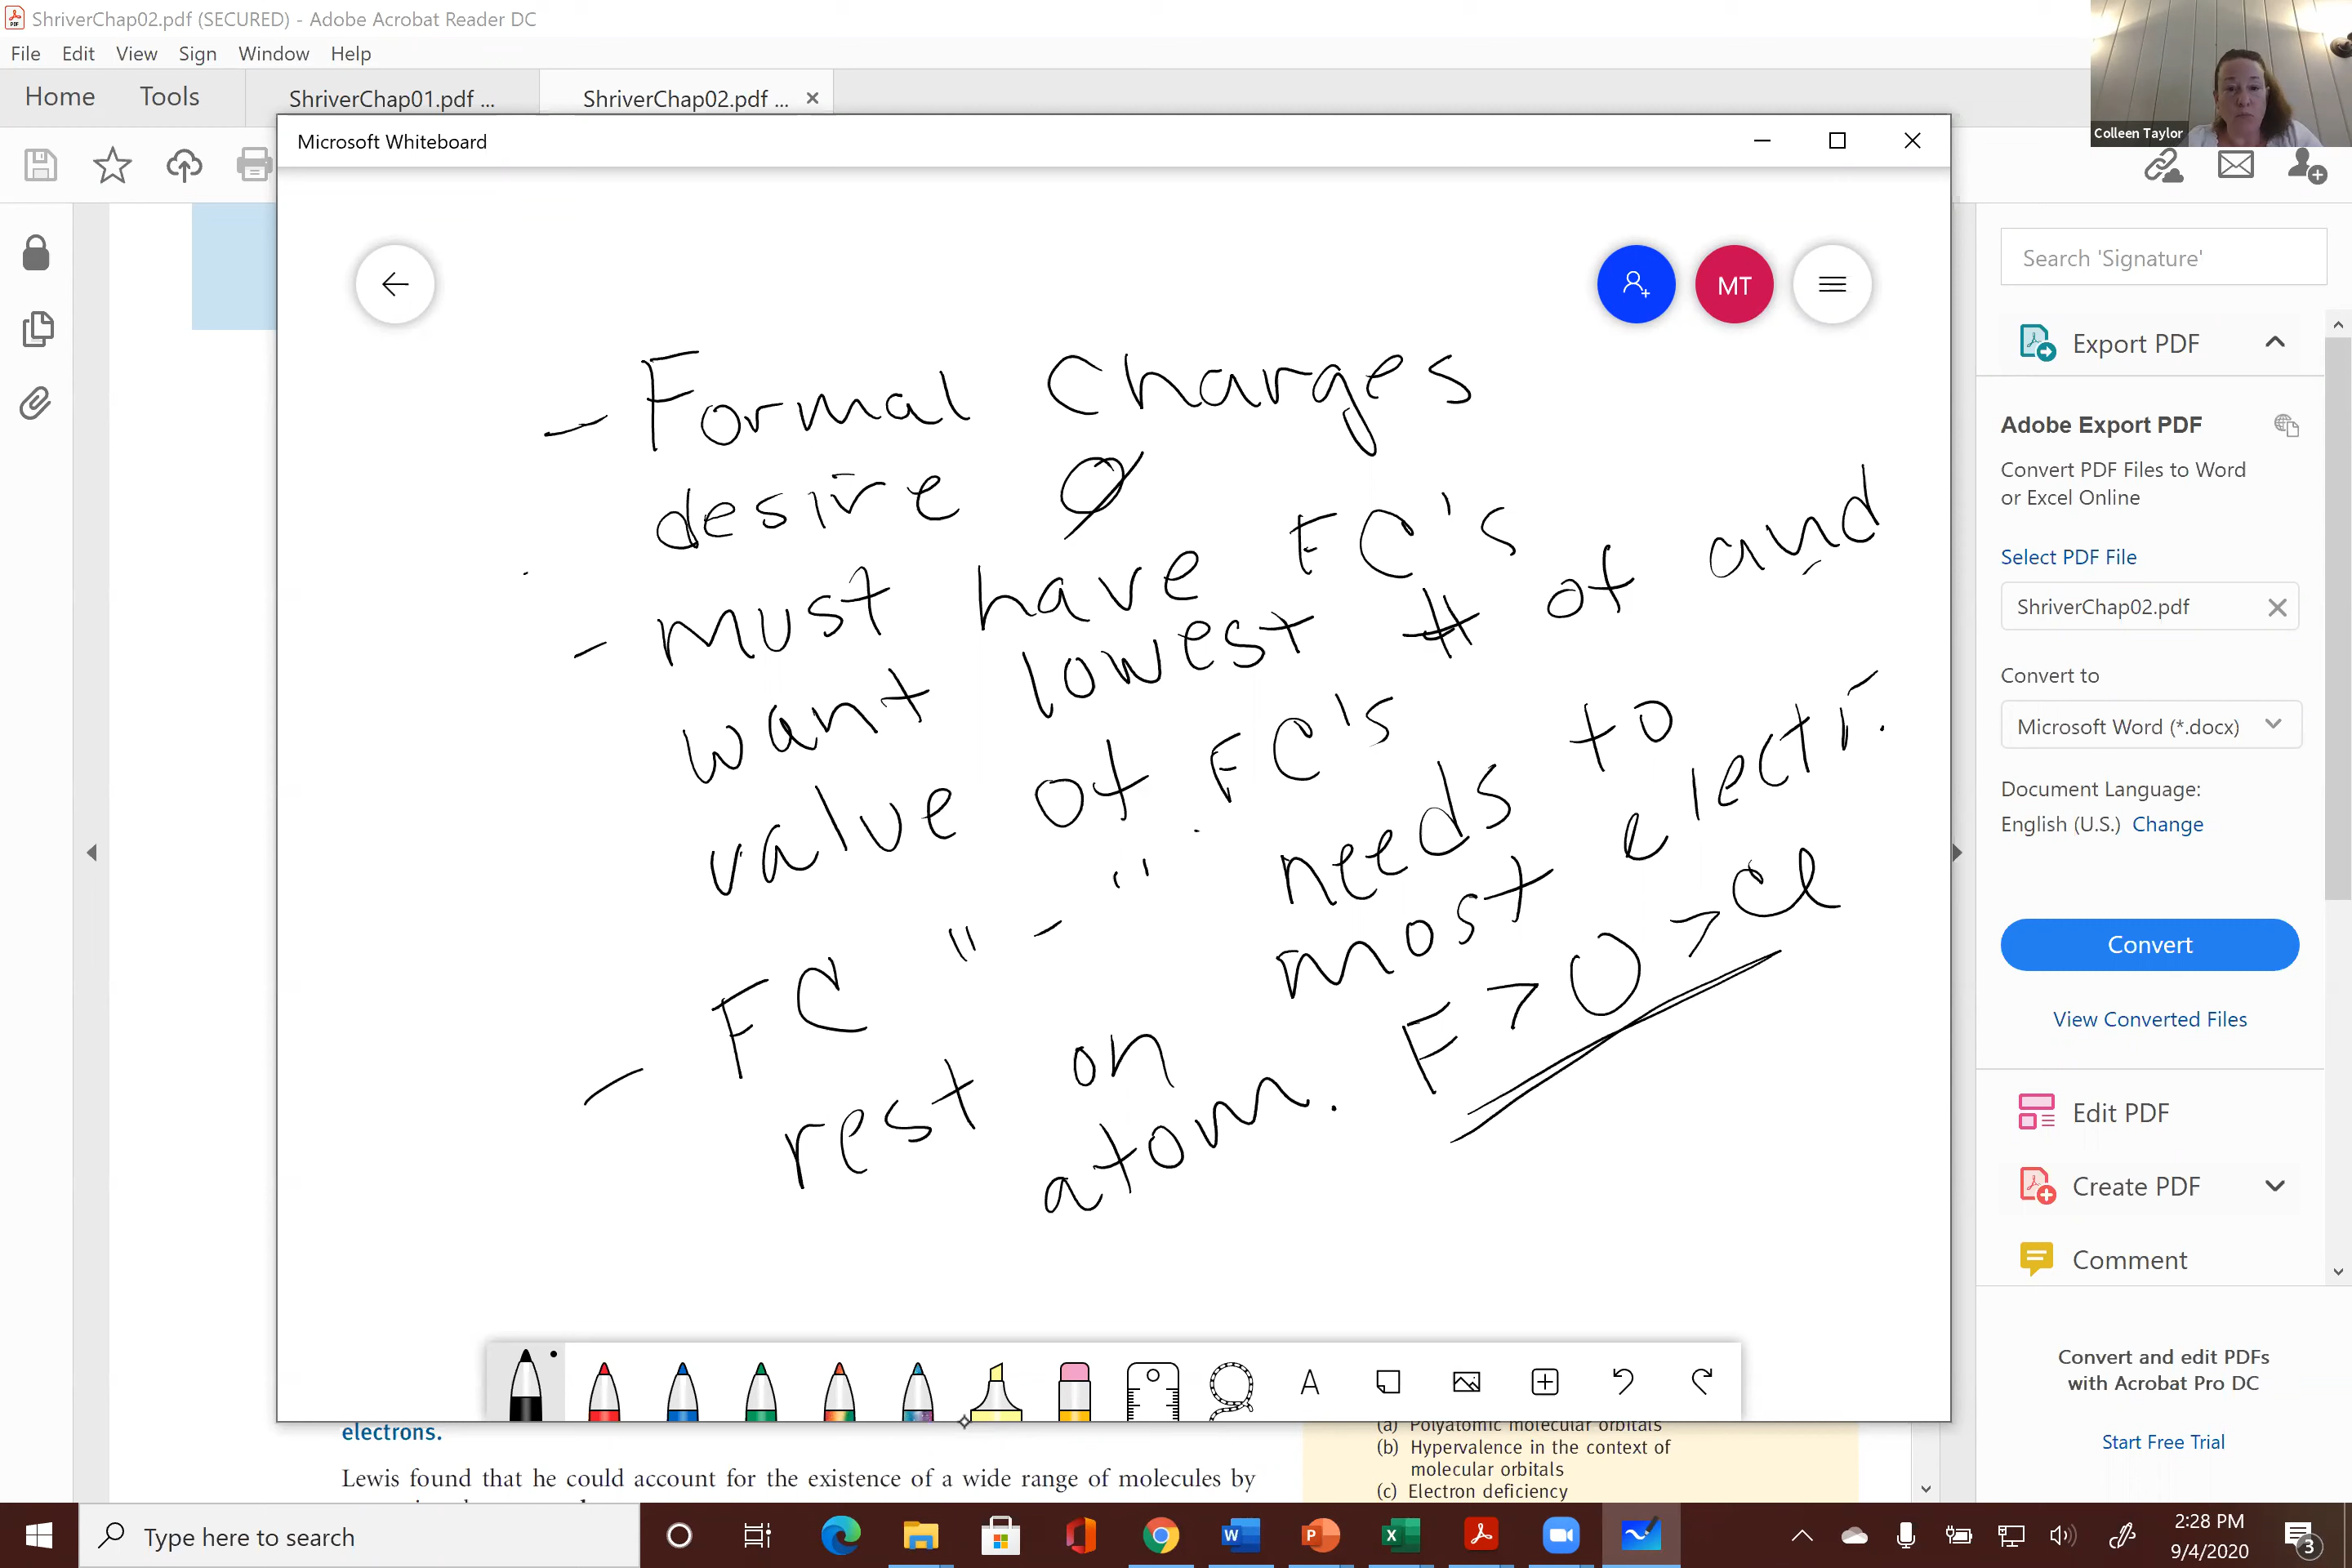 ShriverChap02.pdf (SECURED) - Adobe Acrobat Reader DC
File Edit View Sign Window Help
Home Tools ShriverChap01.pdf ... ShriverChap02.pdf ...
Colleen Taylor
Microsoft Whiteboard
MT
- Formal Charges
desire Ø
- must have FC's
want lowest # of and
value of FC's
- FC "-" needs to
rest on most electr.
atom. F > O > Cl
Search 'Signature'
Export PDF
Adobe Export PDF
Convert PDF Files to Word
or Excel Online
Select PDF File
ShriverChap02.pdf
Convert to
Microsoft Word (*.docx)
Document Language:
English (U.S.) Change
Convert
View Converted Files
Edit PDF
Create PDF
Comment
Convert and edit PDFs
with Acrobat Pro DC
Start Free Trial
electrons.
Lewis found that he could account for the existence of a wide range of molecules by
(a) Polyatomic molecular orbitals
(b) Hypervalence in the context of
molecular orbitals
(c) Electron deficiency
Type here to search
2:28 PM
9/4/2020
3